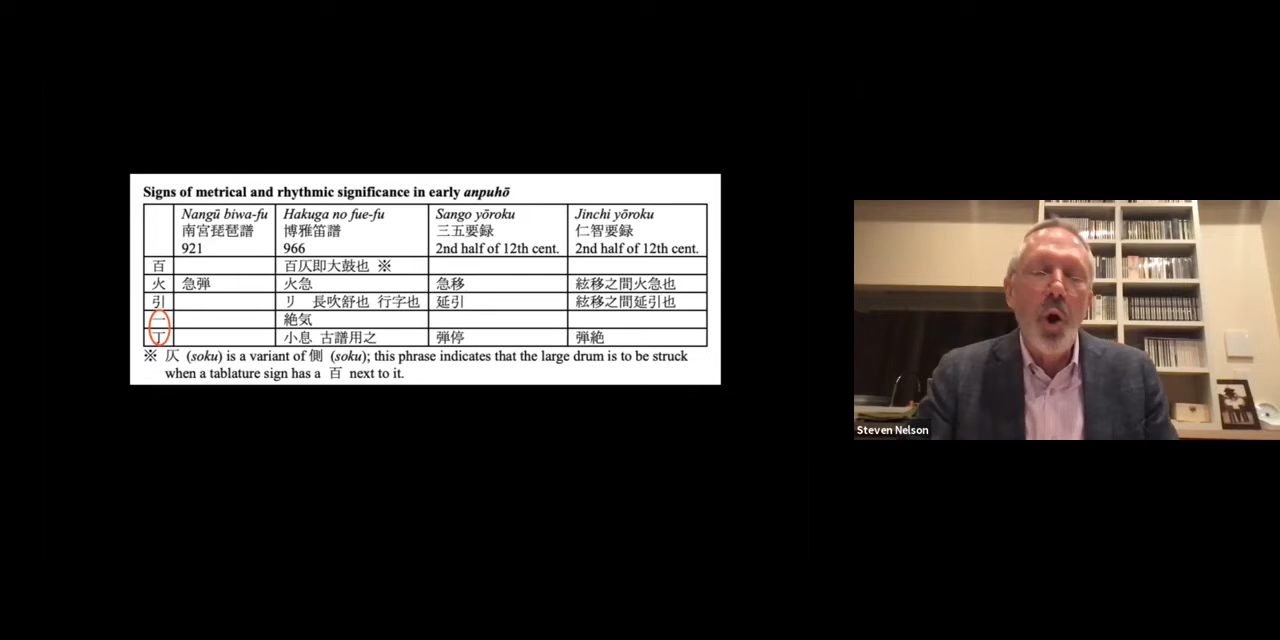 Signs of metrical and rhythmic significance in early anpuhō
Nangū biwa-fu Hakuga no fue-fu Sango yōroku Jinchi yōroku
南宮琵琶譜 博雅笛譜 三五要録 仁智要録
921 966 2nd half of 12th cent. 2nd half of 12th cent.
百 百仄即大鼓也 ※
火 急弾 火急 急移 絃移之間火急也
引 リ 長吹舒也 行字也 延引 絃移之間延引也
一 絶気
丁 小息 古譜用之 弾停 弾絶
※ 仄 (soku) is a variant of 側 (soku); this phrase indicates that the large drum is to be struck
when a tablature sign has a 百 next to it.
Steven Nelson